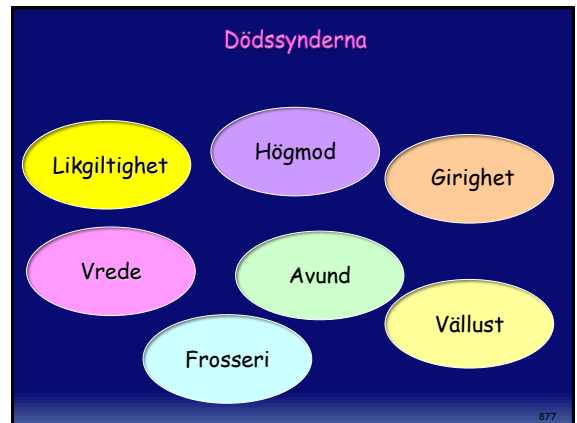 Dödssynderna
Likgiltighet
Högmod
Girighet
Vrede
Avund
Vällust
Frosseri
877